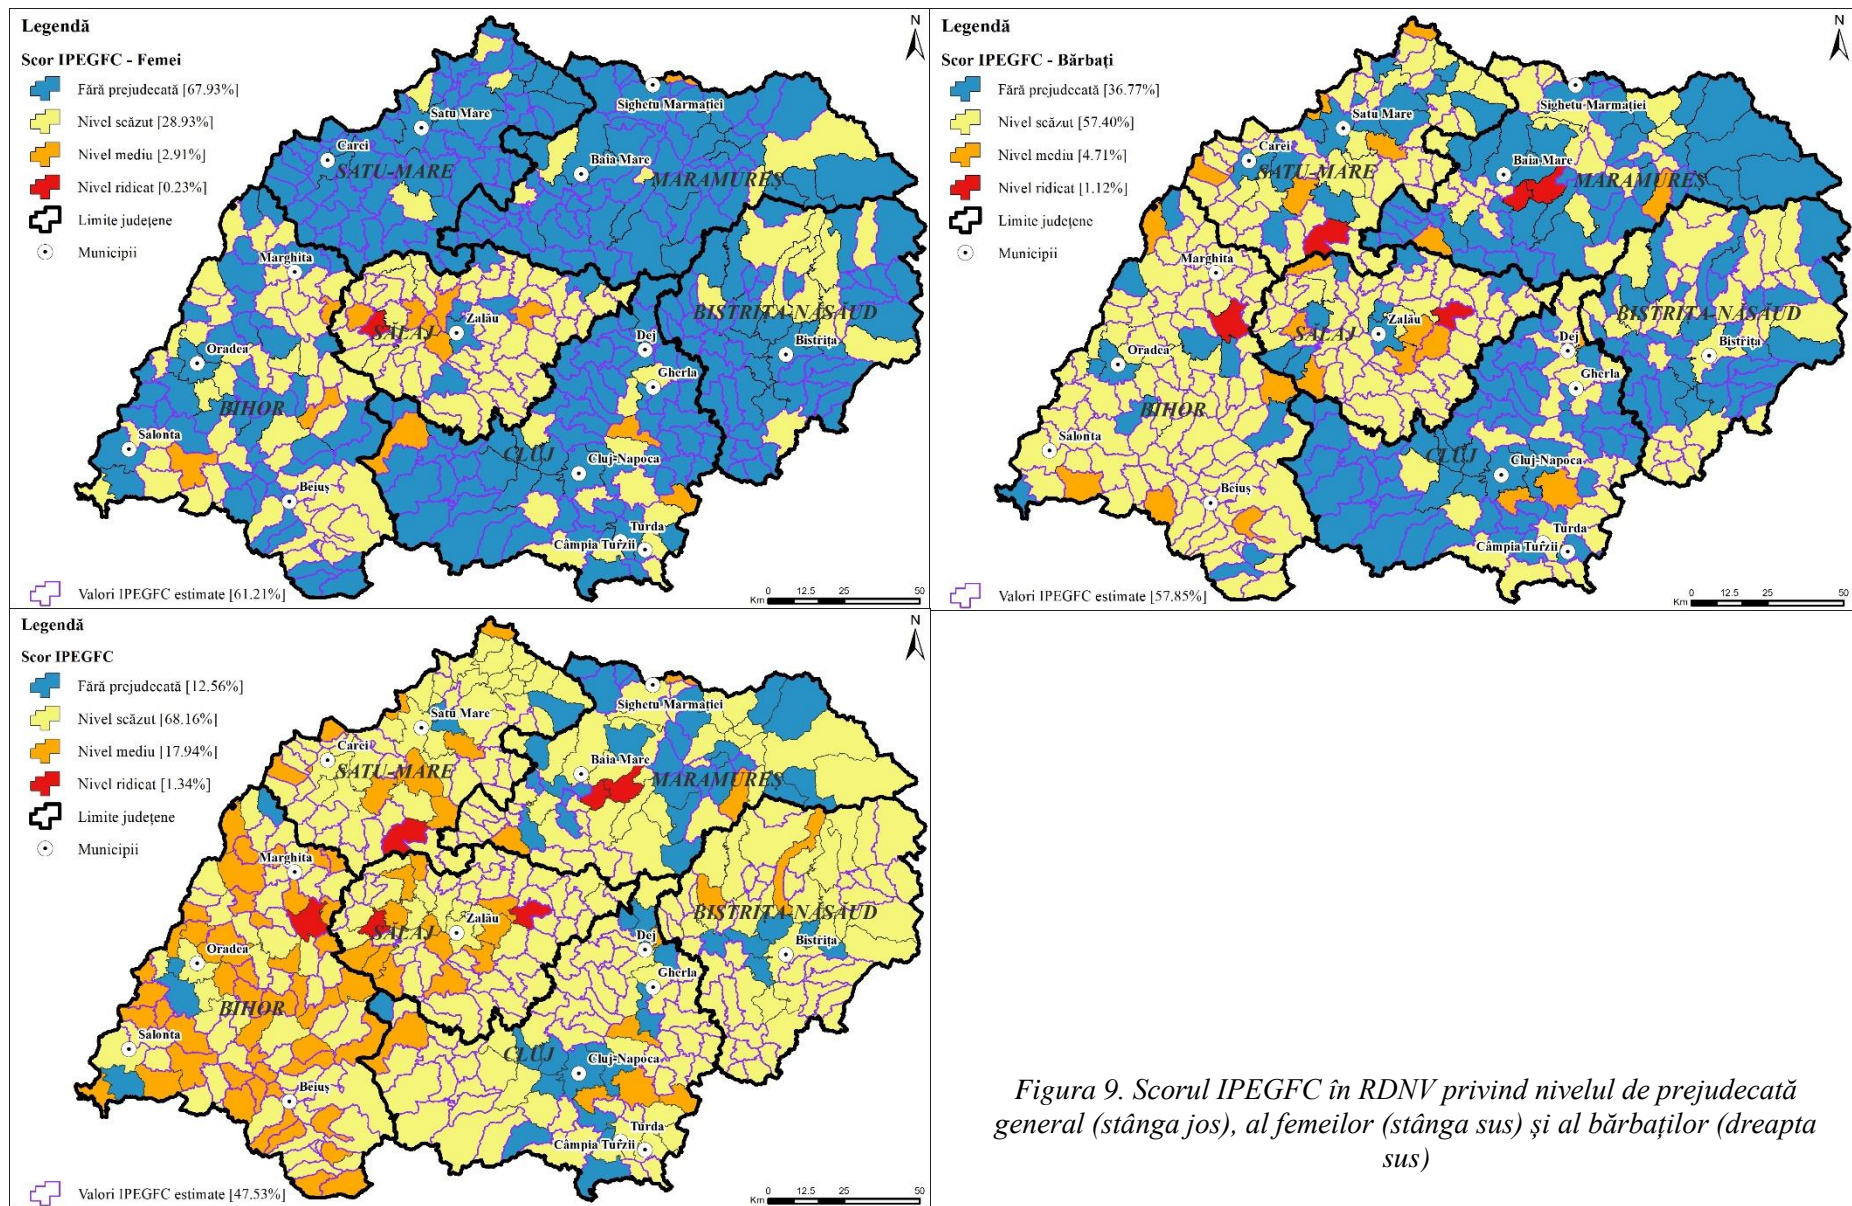 Legendă
Scor IPEGFC - Femei
Fără prejudecată [67.93%]
Nivel scăzut [28.93%]
Nivel mediu [2.91%]
Nivel ridicat [0.23%]
Limite județene
Municipii
Valori IPEGFC estimate [61.21%]
N
Sighetu Marmației
Satu Mare
Carei
SATU-MARE
Baia Mare
MARAMUREȘ
Marghita
BISTRIȚA-NĂSĂUD
Zalău
SĂLAJ
Dej
Bistrița
Oradea
Gherla
BIHOR
Salonta
CLUJ
Cluj-Napoca
Beiuș
Turda
Câmpia Turzii
0 12.5 25 50
Km
Legendă
Scor IPEGFC - Bărbați
Fără prejudecată [36.77%]
Nivel scăzut [57.40%]
Nivel mediu [4.71%]
Nivel ridicat [1.12%]
Limite județene
Municipii
Valori IPEGFC estimate [57.85%]
N
Sighetu Marmației
Satu Mare
Carei
SATU-MARE
Baia Mare
MARAMUREȘ
Marghita
BISTRIȚA-NĂSĂUD
Zalău
SĂLAJ
Dej
Bistrița
Oradea
Gherla
BIHOR
Salonta
CLUJ
Cluj-Napoca
Beiuș
Turda
Câmpia Turzii
0 12.5 25 50
Km
Legendă
Scor IPEGFC
Fără prejudecată [12.56%]
Nivel scăzut [68.16%]
Nivel mediu [17.94%]
Nivel ridicat [1.34%]
Limite județene
Municipii
Valori IPEGFC estimate [47.53%]
N
Sighetu Marmației
Satu Mare
Carei
SATU-MARE
Baia Mare
MARAMUREȘ
Marghita
BISTRIȚA-NĂSĂUD
Zalău
SĂLAJ
Dej
Bistrița
Oradea
Gherla
BIHOR
Salonta
CLUJ
Cluj-Napoca
Beiuș
Turda
Câmpia Turzii
0 12.5 25 50
Km
Figura 9. Scorul IPEGFC în RDNV privind nivelul de prejudecată
general (stânga jos), al femeilor (stânga sus) și al bărbaților (dreapta
sus)